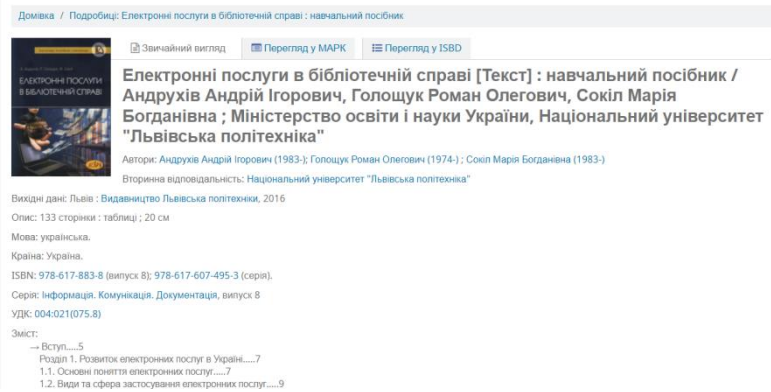 Домівка / Подробиці: Електронні послуги в бібліотечній справі : навчальний посібник
Звичайний вигляд Перегляд у МАРК Перегляд у ISBD
ЕЛЕКТРОННІ ПОСЛУГИ
В БІБЛІОТЕЧНІЙ СПРАВІ
Електронні послуги в бібліотечній справі [Текст] : навчальний посібник /
Андрухів Андрій Ігорович, Голощук Роман Олегович, Сокіл Марія
Богданівна ; Міністерство освіти і науки України, Національний університет
"Львівська політехніка"
Автори: Андрухів Андрій Ігорович (1983-); Голощук Роман Олегович (1974-) ; Сокіл Марія Богданівна (1983-)
Вторинна відповідальність: Національний університет "Львівська політехніка"
Вихідні дані: Львів : Видавництво Львівська політехніки, 2016
Опис: 133 сторінки : таблиці ; 20 см
Мова: українська.
Країна: Україна.
ISBN: 978-617-883-8 (випуск 8); 978-617-607-495-3 (серія).
Серія: Інформація. Комунікація. Документація, випуск 8
УДК: 004:021(075.8)
Зміст:
→ Вступ.....5
Розділ 1. Розвиток електронних послуг в Україні.....7
1.1. Основні поняття електронних послуг.....7
1.2. Види та сфера застосування електронних послуг.....9